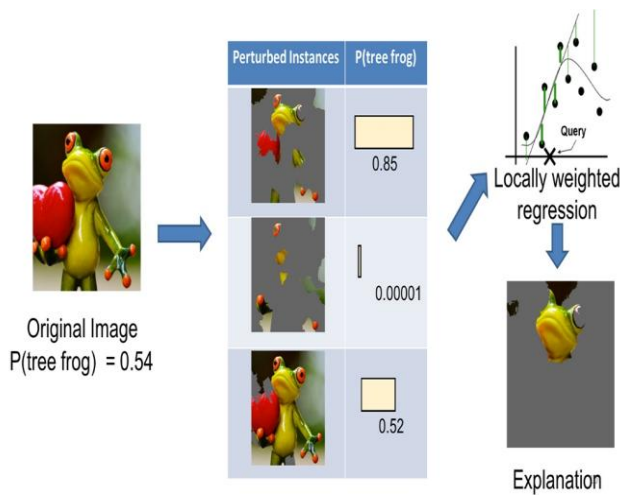 Perturbed Instances
P(tree frog)
0.85
0.00001
0.52
Original Image
P(tree frog) = 0.54
Query
Locally weighted
regression
Explanation